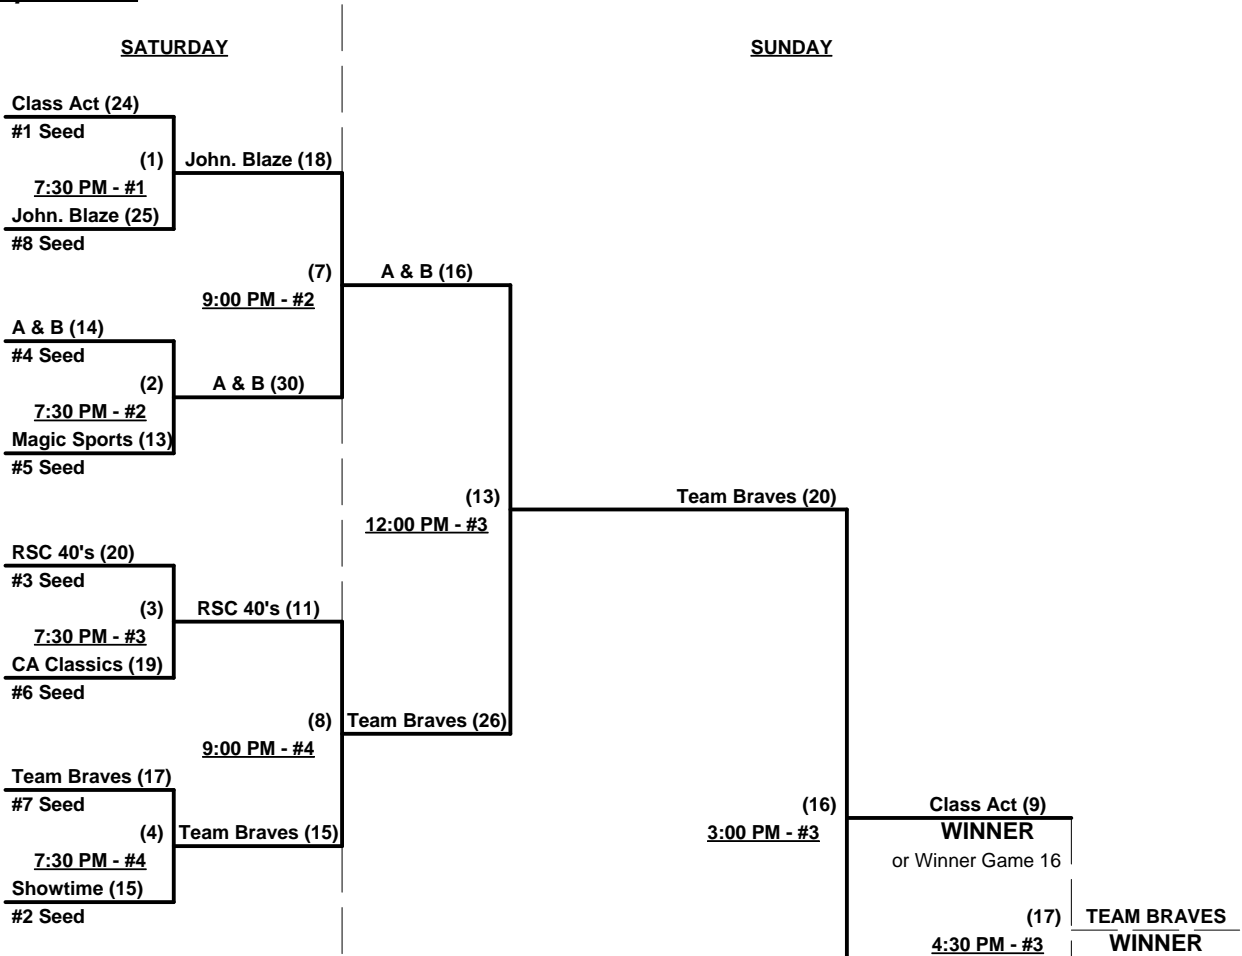 SATURDAY
SUNDAY
Class Act (24)
#1 Seed
(1)
John. Blaze (18)
7:30 PM - #1
John. Blaze (25)
#8 Seed
(7)
A & B (16)
9:00 PM - #2
A & B (14)
#4 Seed
(2)
A & B (30)
7:30 PM - #2
Magic Sports (13)
#5 Seed
(13)
Team Braves (20)
12:00 PM - #3
RSC 40's (20)
#3 Seed
(3)
RSC 40's (11)
7:30 PM - #3
CA Classics (19)
#6 Seed
(8)
Team Braves (26)
9:00 PM - #4
Team Braves (17)
#7 Seed
(16)
Class Act (9)
(4)
Team Braves (15)
3:00 PM - #3
WINNER
7:30 PM - #4
or Winner Game 16
Showtime (15)
#2 Seed
(17)
TEAM BRAVES
4:30 PM - #3
WINNER